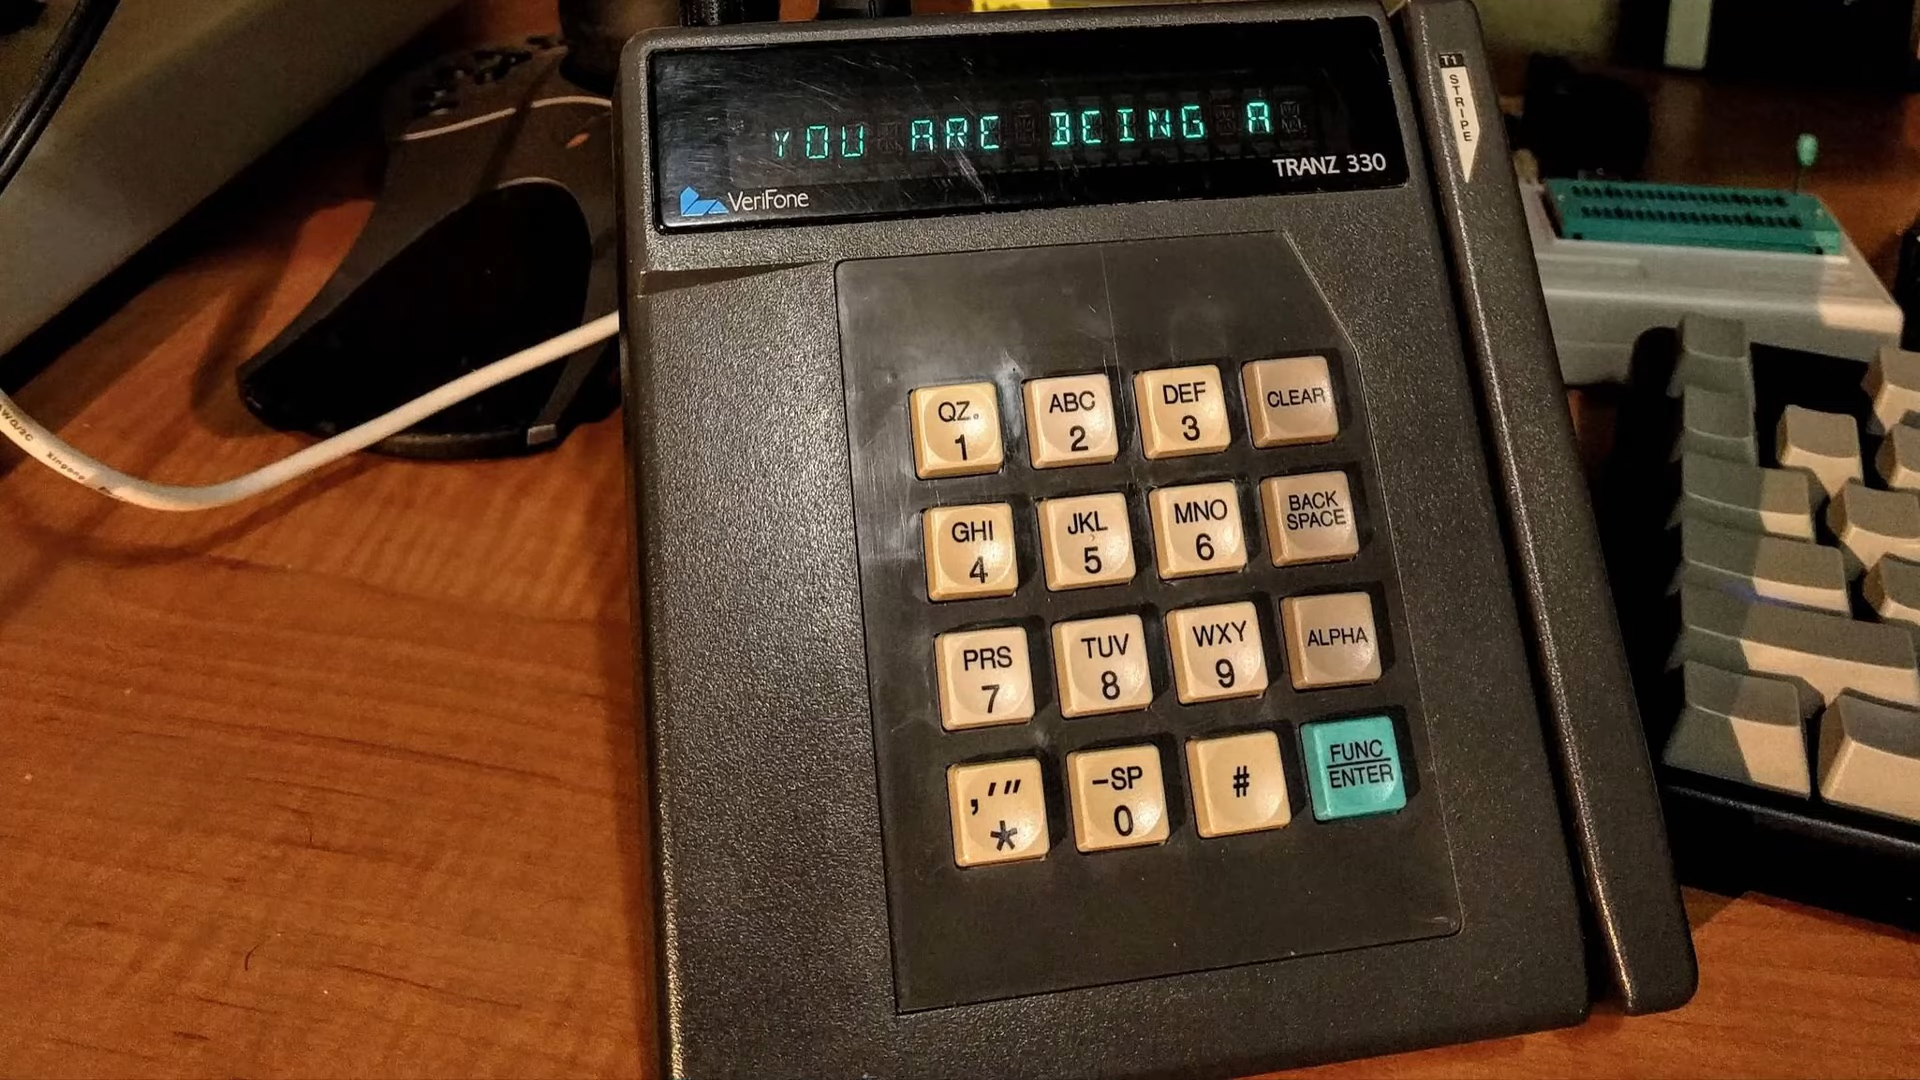 YOU ARE BEING A
TRANZ 330
VeriFone
T1
STRIPE
QZ.
1
ABC
2
DEF
3
CLEAR
GHI
4
JKL
5
MNO
6
BACK
SPACE
PRS
7
TUV
8
WXY
9
ALPHA
,'"
*
-SP
0
#
FUNC
ENTER